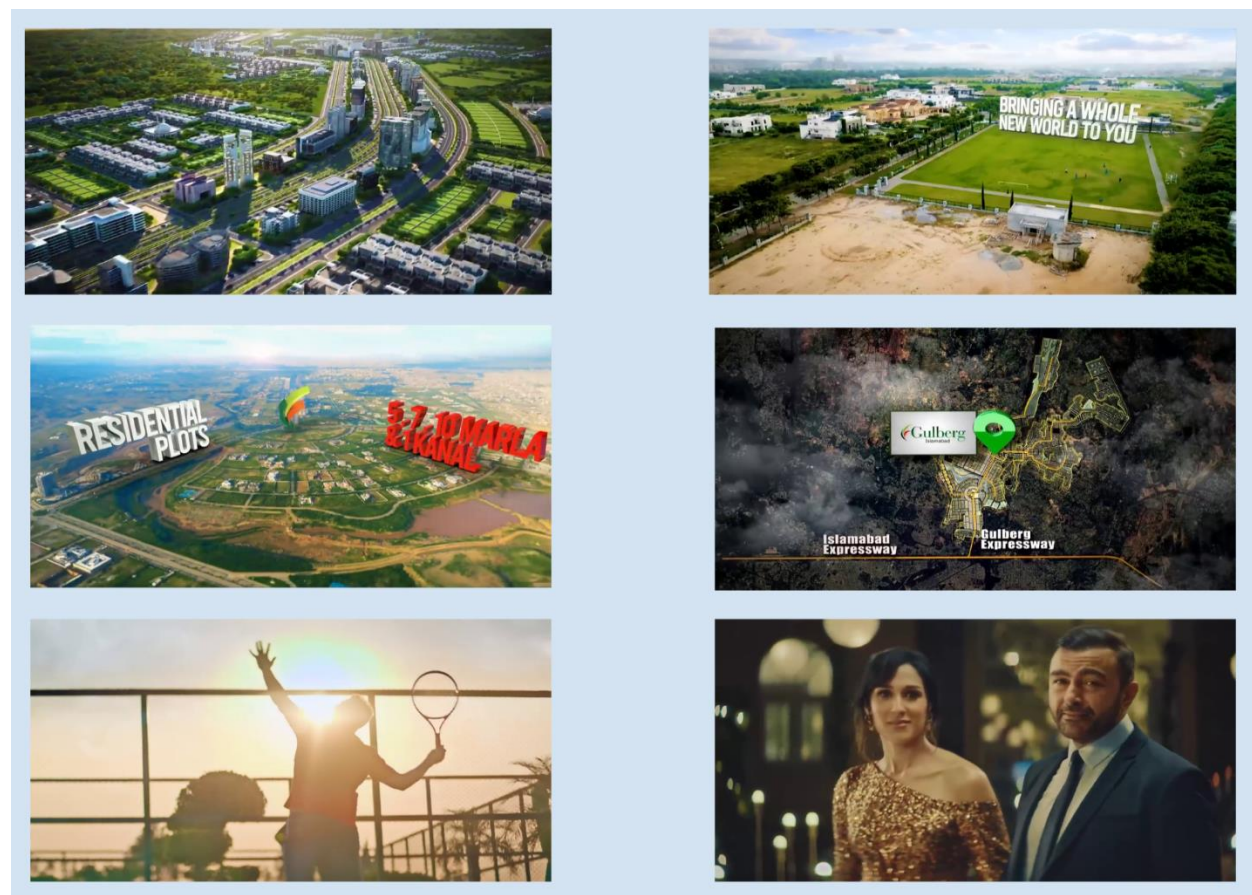 BRINGING A WHOLE
NEW WORLD TO YOU
RESIDENTIAL
PLOTS
5, 7, 10 MARLA
& 1 KANAL
Gulberg
Islamabad
Islamabad
Expressway
Gulberg
Expressway